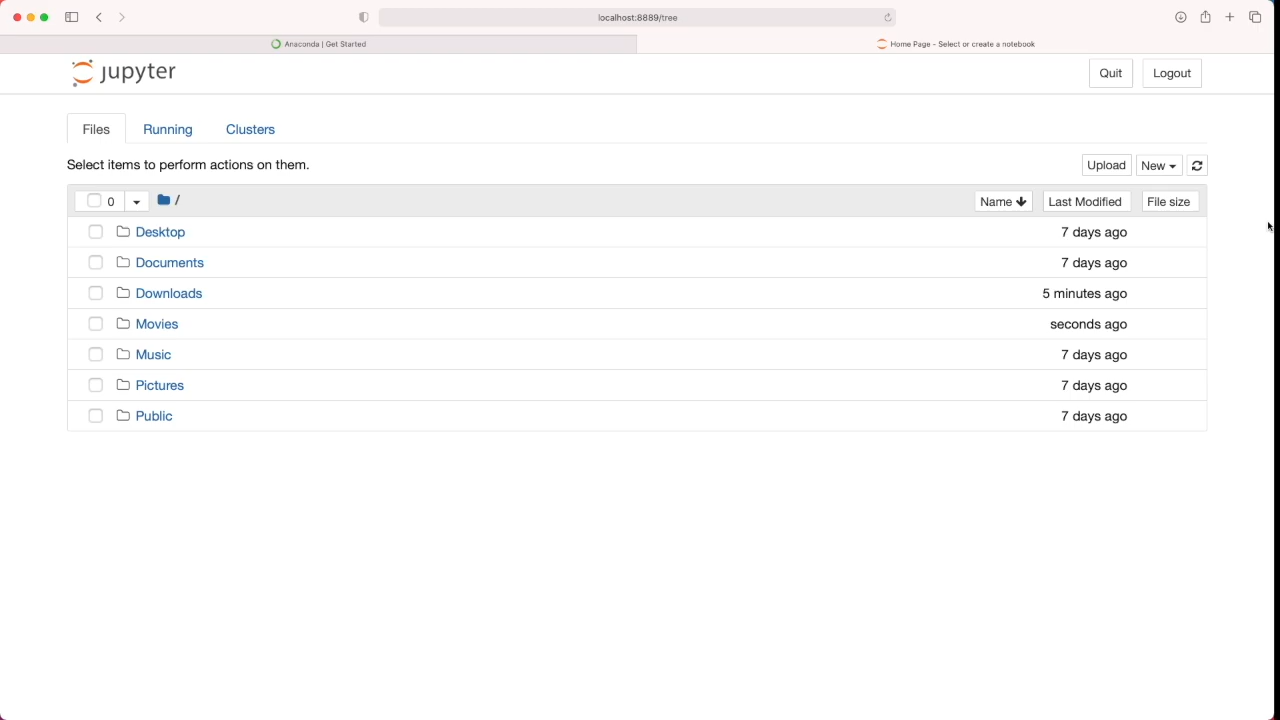 localhost:8889/tree
Anaconda | Get Started
Home Page - Select or create a notebook
jupyter
Quit
Logout
Files
Running
Clusters
Select items to perform actions on them.
Upload
New
0
/
Name
Last Modified
File size
Desktop
7 days ago
Documents
7 days ago
Downloads
5 minutes ago
Movies
seconds ago
Music
7 days ago
Pictures
7 days ago
Public
7 days ago